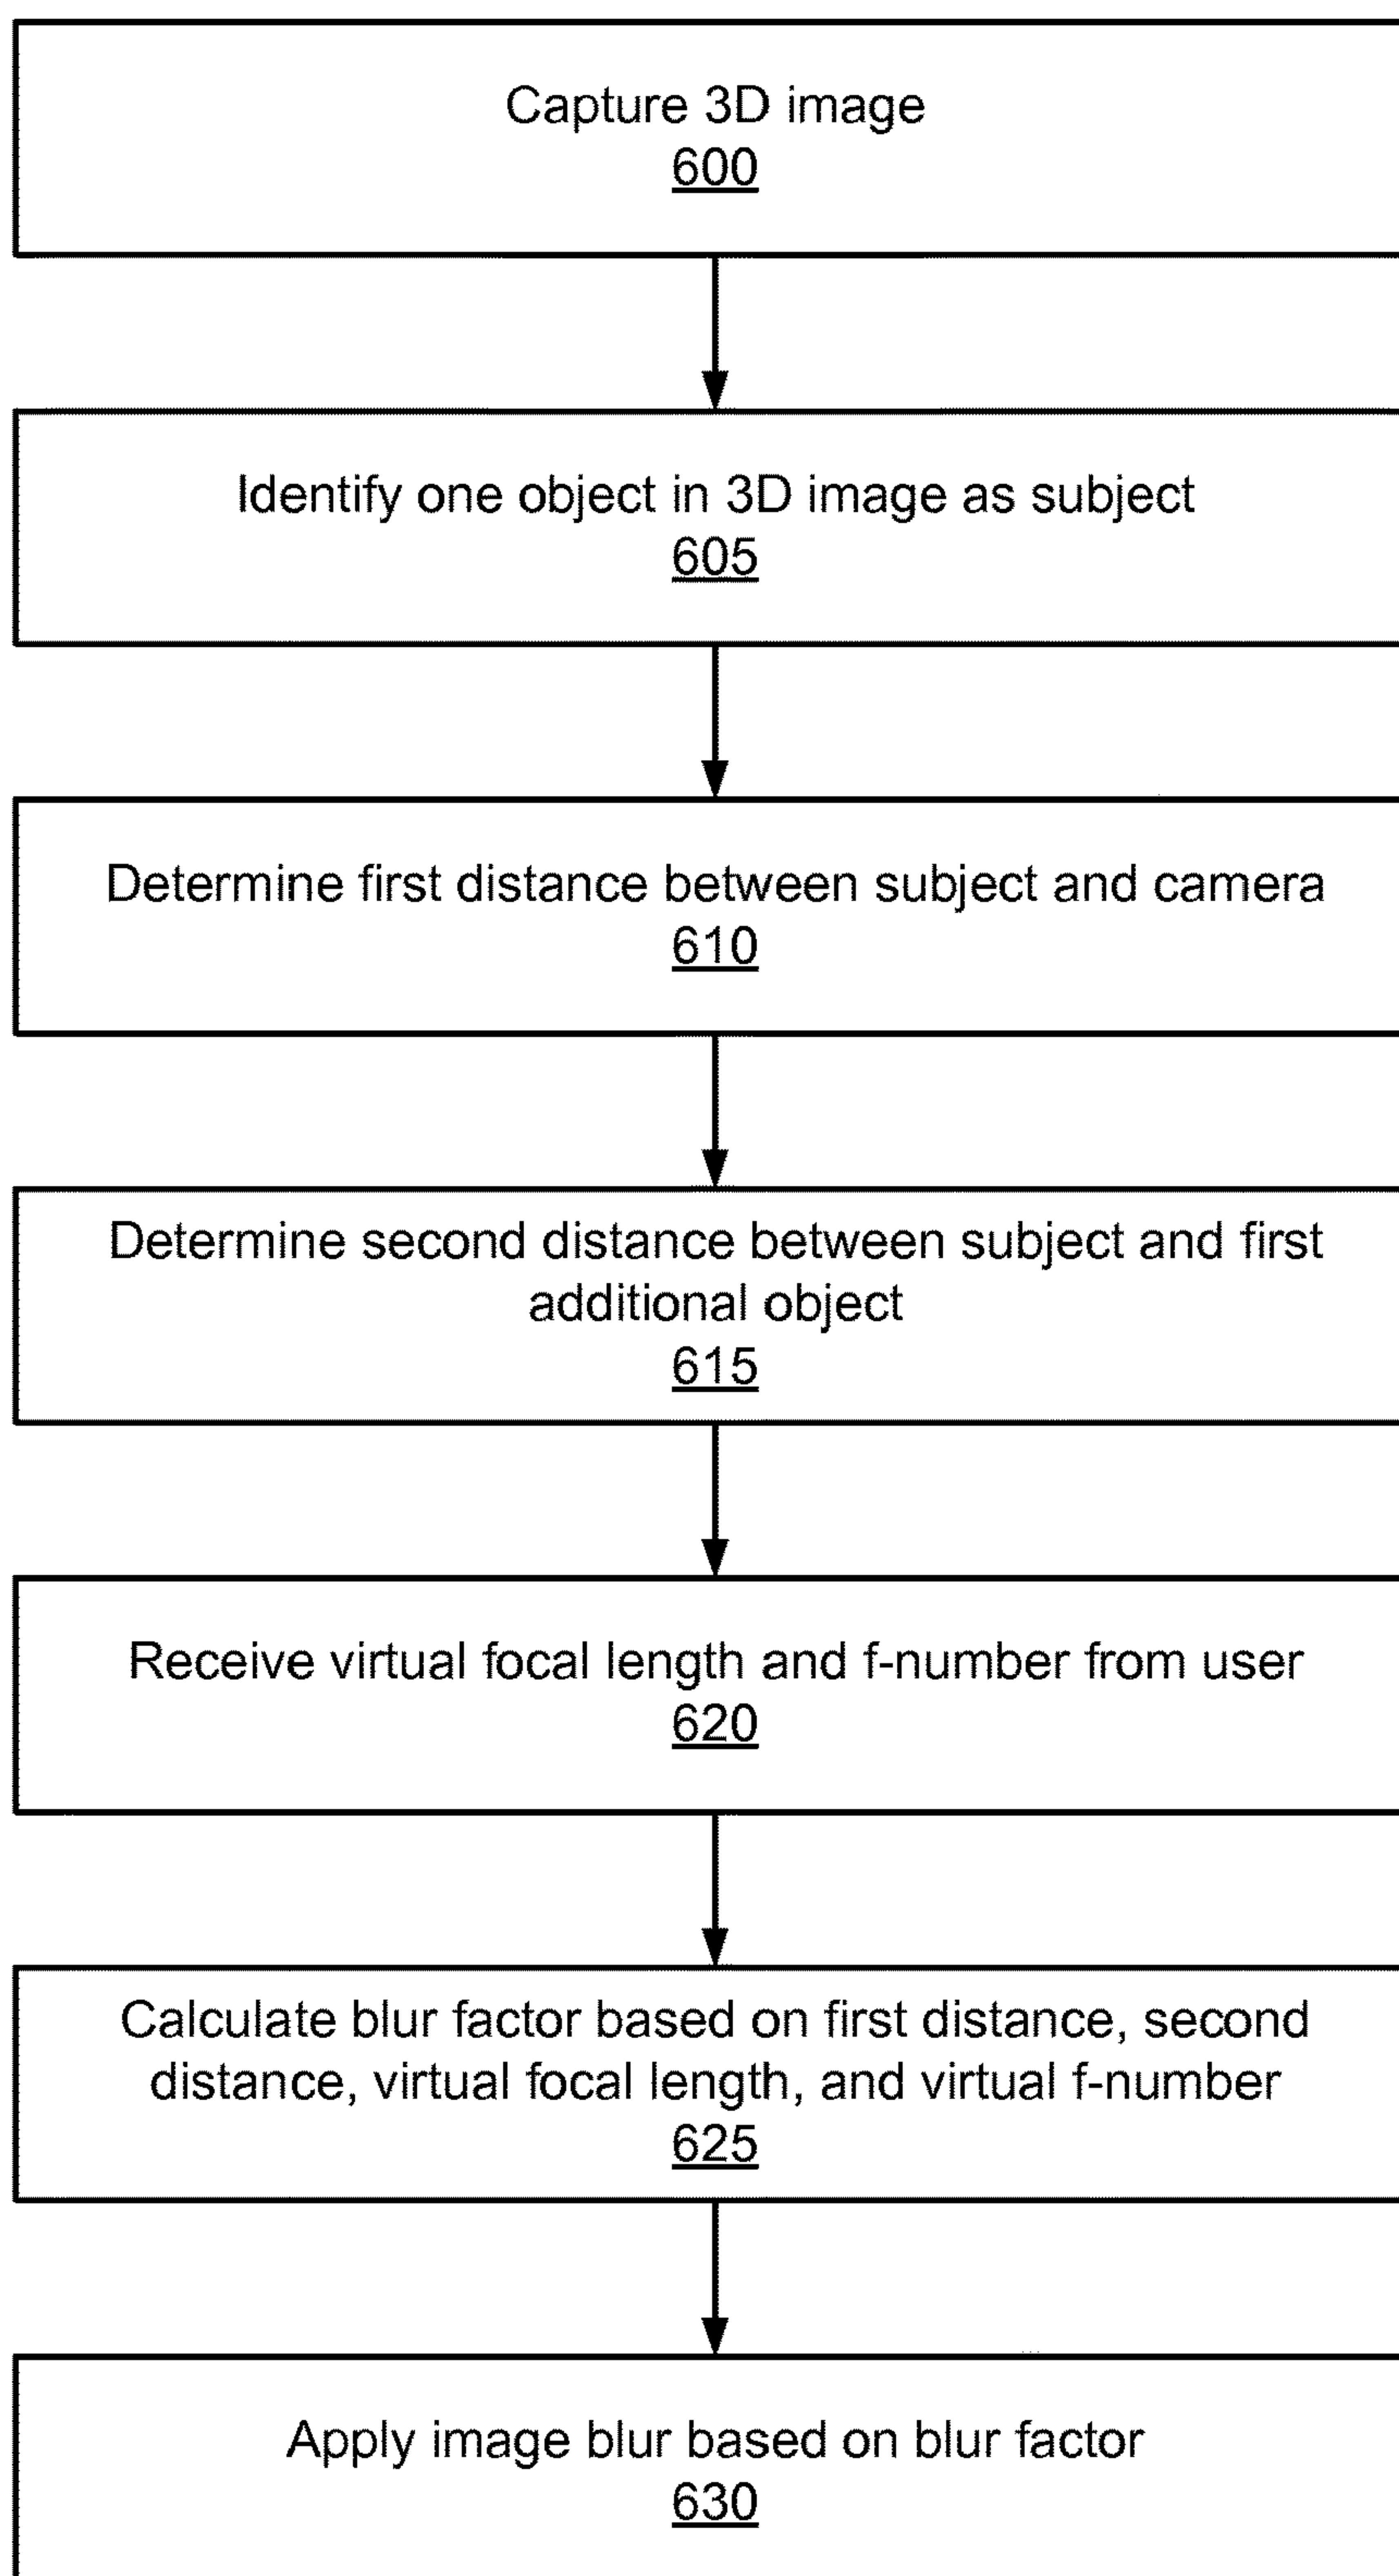 Capture 3D image
600
Identify one object in 3D image as subject
605
Determine first distance between subject and camera
610
Determine second distance between subject and first
additional object
615
Receive virtual focal length and f-number from user
620
Calculate blur factor based on first distance, second
distance, virtual focal length, and virtual f-number
625
Apply image blur based on blur factor
630